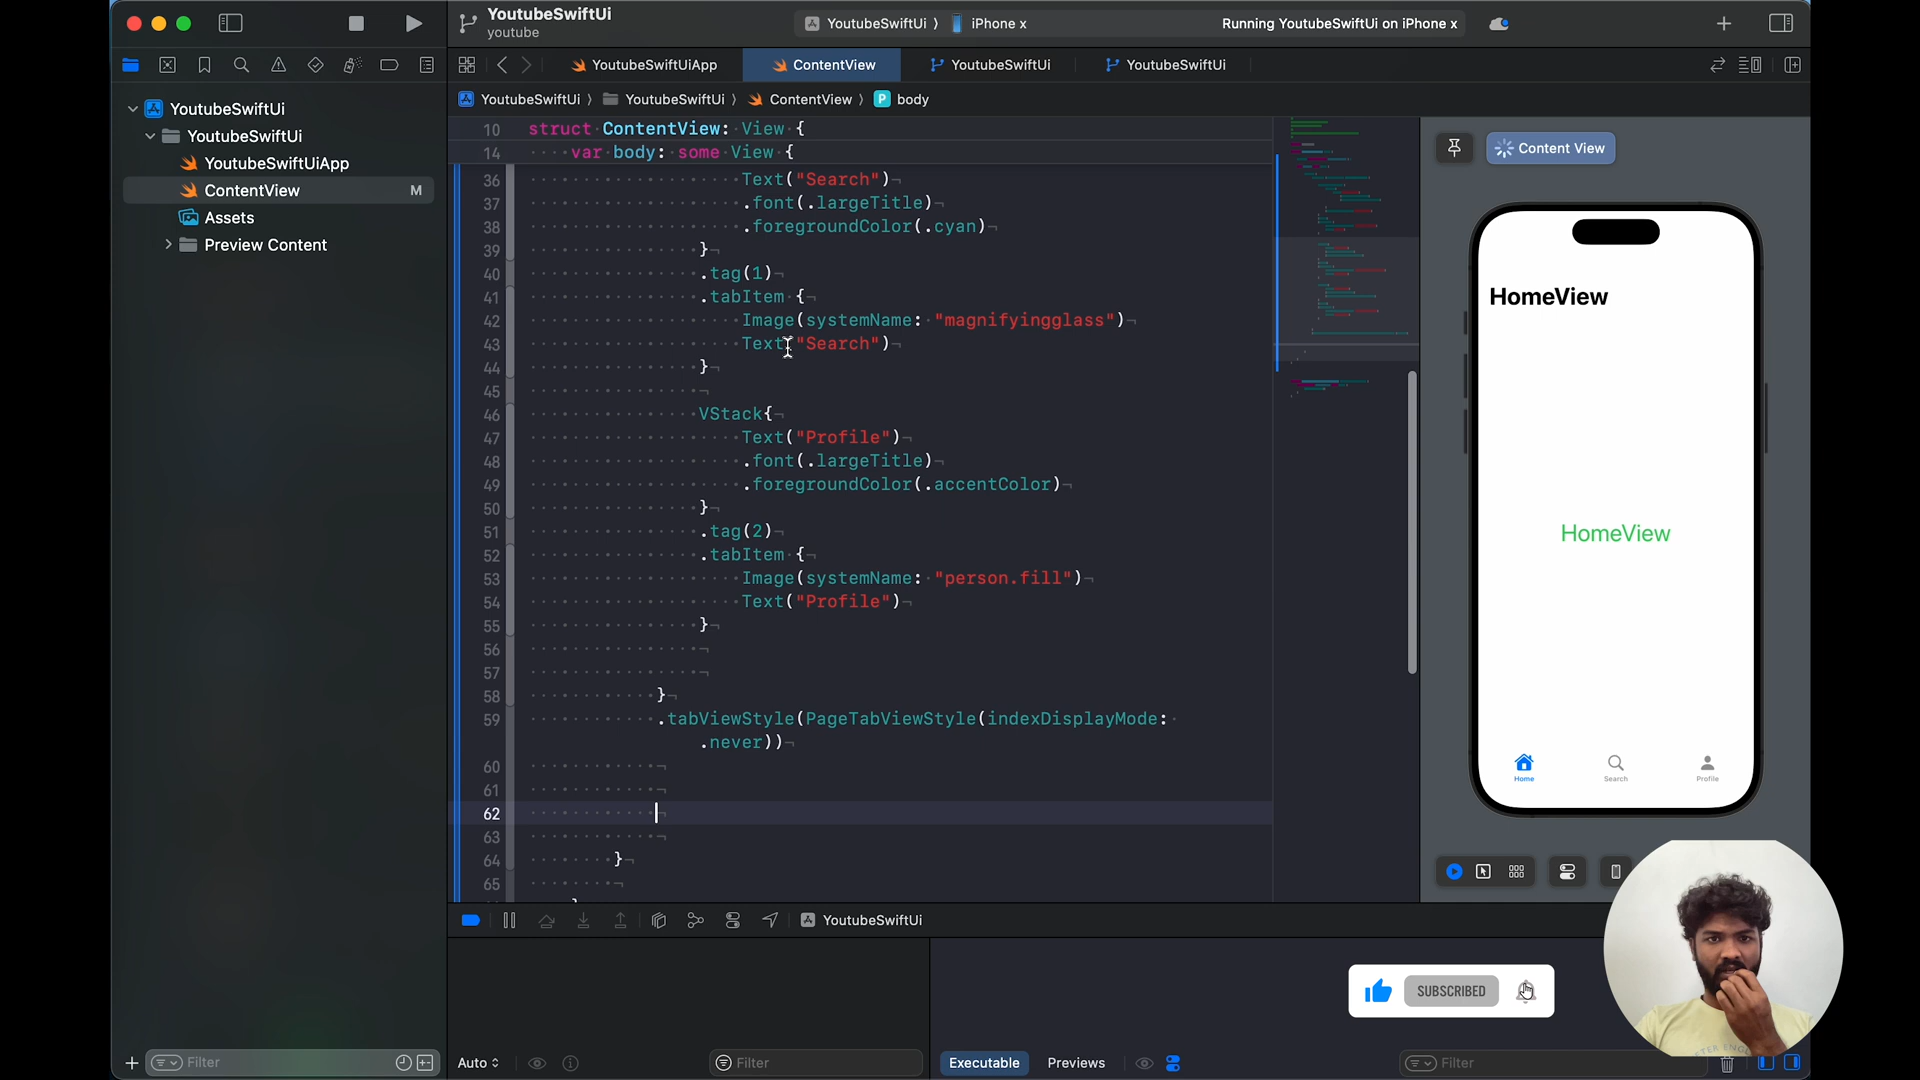 YoutubeSwiftUi
youtube
YoutubeSwiftUi 〉 iPhone x
Running YoutubeSwiftUi on iPhone x
YoutubeSwiftUiApp
ContentView
YoutubeSwiftUi
YoutubeSwiftUi
YoutubeSwiftUi 〉 YoutubeSwiftUi 〉 ContentView 〉 P body
YoutubeSwiftUi
YoutubeSwiftUi
YoutubeSwiftUiApp
ContentView M
Assets
Preview Content
10 struct ContentView: View {
14 var body: some View {
36 Text("Search")
37 .font(.largeTitle)
38 .foregroundColor(.cyan)
39 }
40 .tag(1)
41 .tabItem {
42 Image(systemName: "magnifyingglass")
43 Text("Search")
44 }
45
46 VStack{
47 Text("Profile")
48 .font(.largeTitle)
49 .foregroundColor(.accentColor)
50 }
51 .tag(2)
52 .tabItem {
53 Image(systemName: "person.fill")
54 Text("Profile")
55 }
56
57
58 }
59 .tabViewStyle(PageTabViewStyle(indexDisplayMode:
.never))
60
61
62
63
64 }
65
Content View
HomeView
HomeView
Home Search Profile
YoutubeSwiftUi
SUBSCRIBED
Filter
Auto
Filter
Executable
Previews
Filter